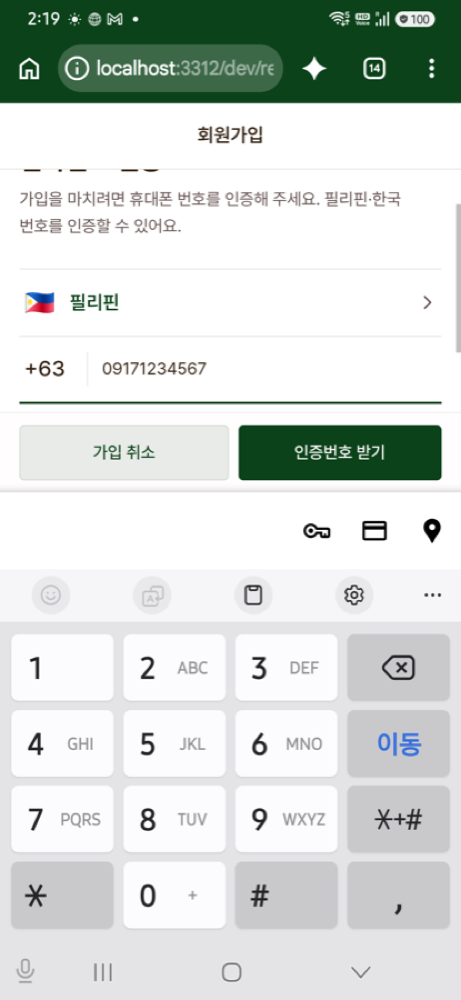 2:19
100
localhost:3312/dev/re
14
회원가입
가입을 마치려면 휴대폰 번호를 인증해 주세요. 필리핀·한국
번호를 인증할 수 있어요.
필리핀
+63 09171234567
가입 취소 인증번호 받기
1 2 ABC 3 DEF
4 GHI 5 JKL 6 MNO 이동
7 PQRS 8 TUV 9 WXYZ *+#
* 0 + # ,